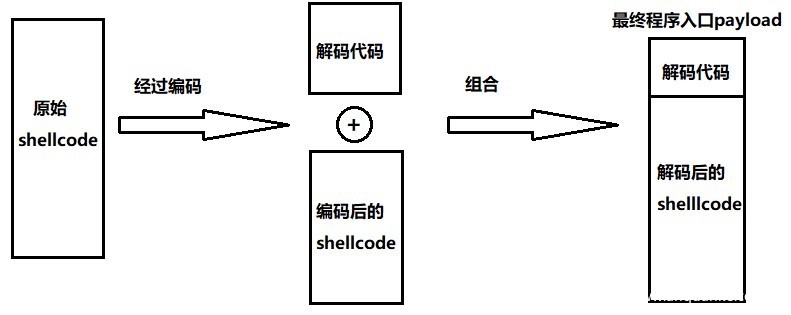 原始
shellcode
经过编码
解码代码
+
编码后的
shellcode
组合
最终程序入口payload
解码代码
解码后的
shelllcode